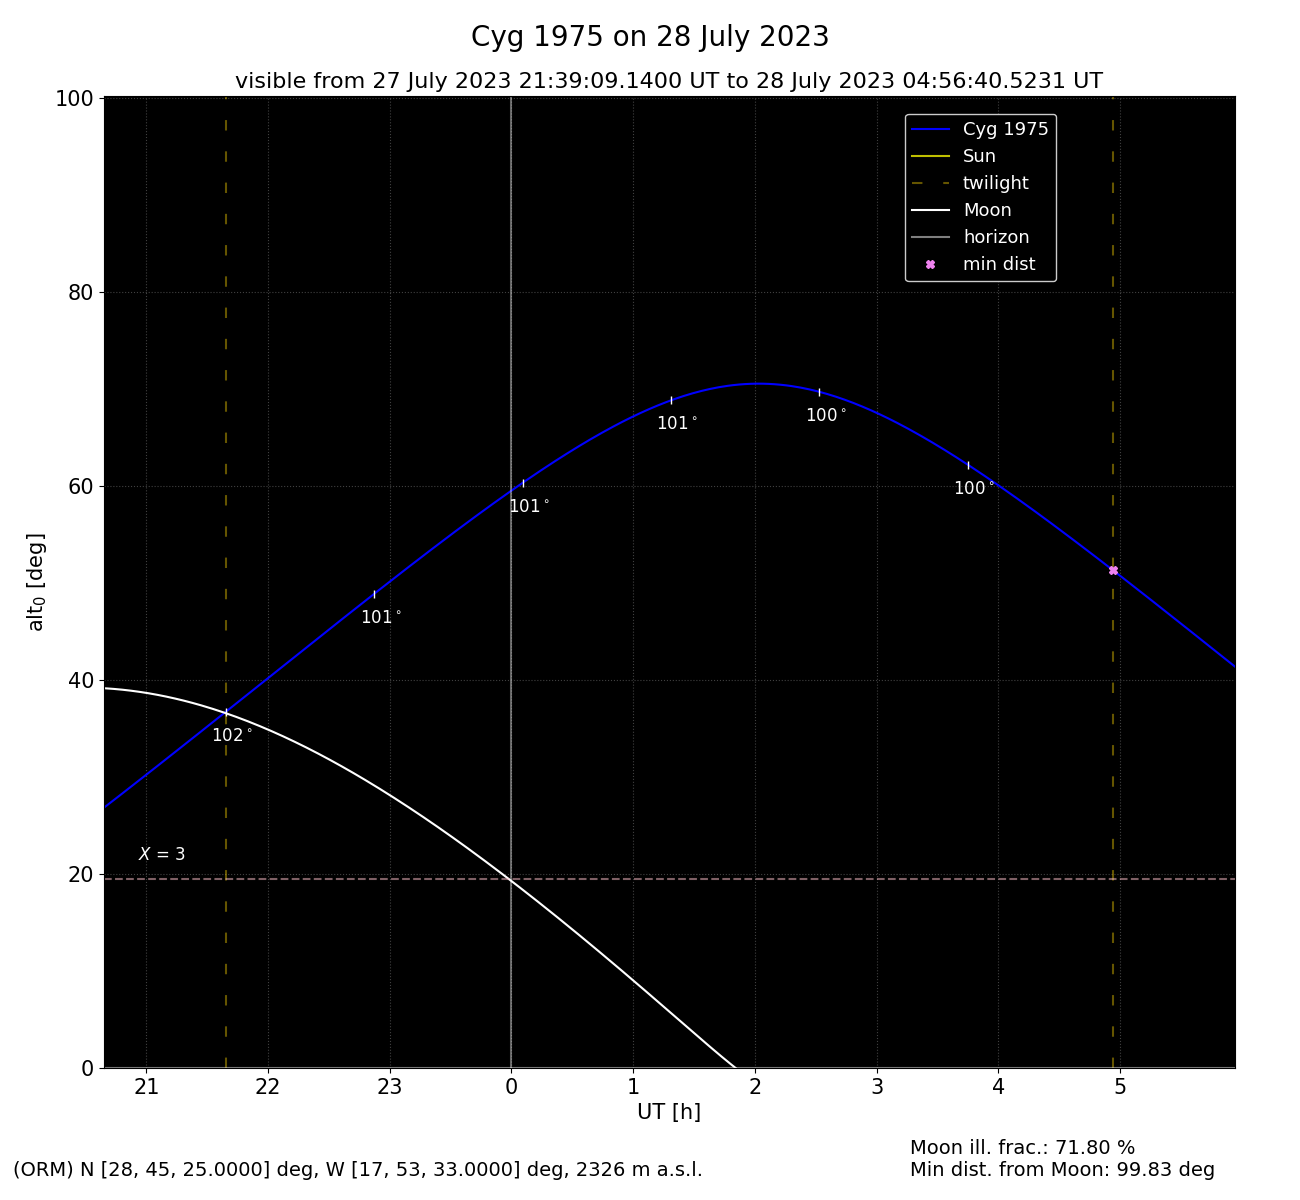 Cyg 1975 on 28 July 2023
visible from 27 July 2023 21:39:09.1400 UT to 28 July 2023 04:56:40.5231 UT
100
80
60
40
20
0
alt0 [deg]
Cyg 1975
Sun
twilight
Moon
horizon
min dist
102°
101°
101°
101°
100°
100°
X = 3
21 22 23 0 1 2 3 4 5
UT [h]
Moon ill. frac.: 71.80 %
(ORM) N [28, 45, 25.0000] deg, W [17, 53, 33.0000] deg, 2326 m a.s.l.
Min dist. from Moon: 99.83 deg